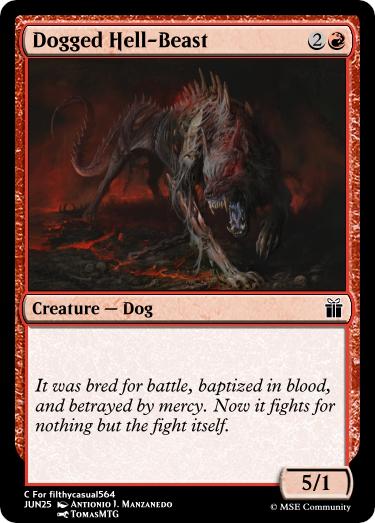 Dogged Hell-Beast 2
Creature — Dog
It was bred for battle, baptized in blood,
and betrayed by mercy. Now it fights for
nothing but the fight itself.
5/1
C For filthycasual564
JUN25 Antonio J. Manzanedo
TomasMTG
© MSE Community